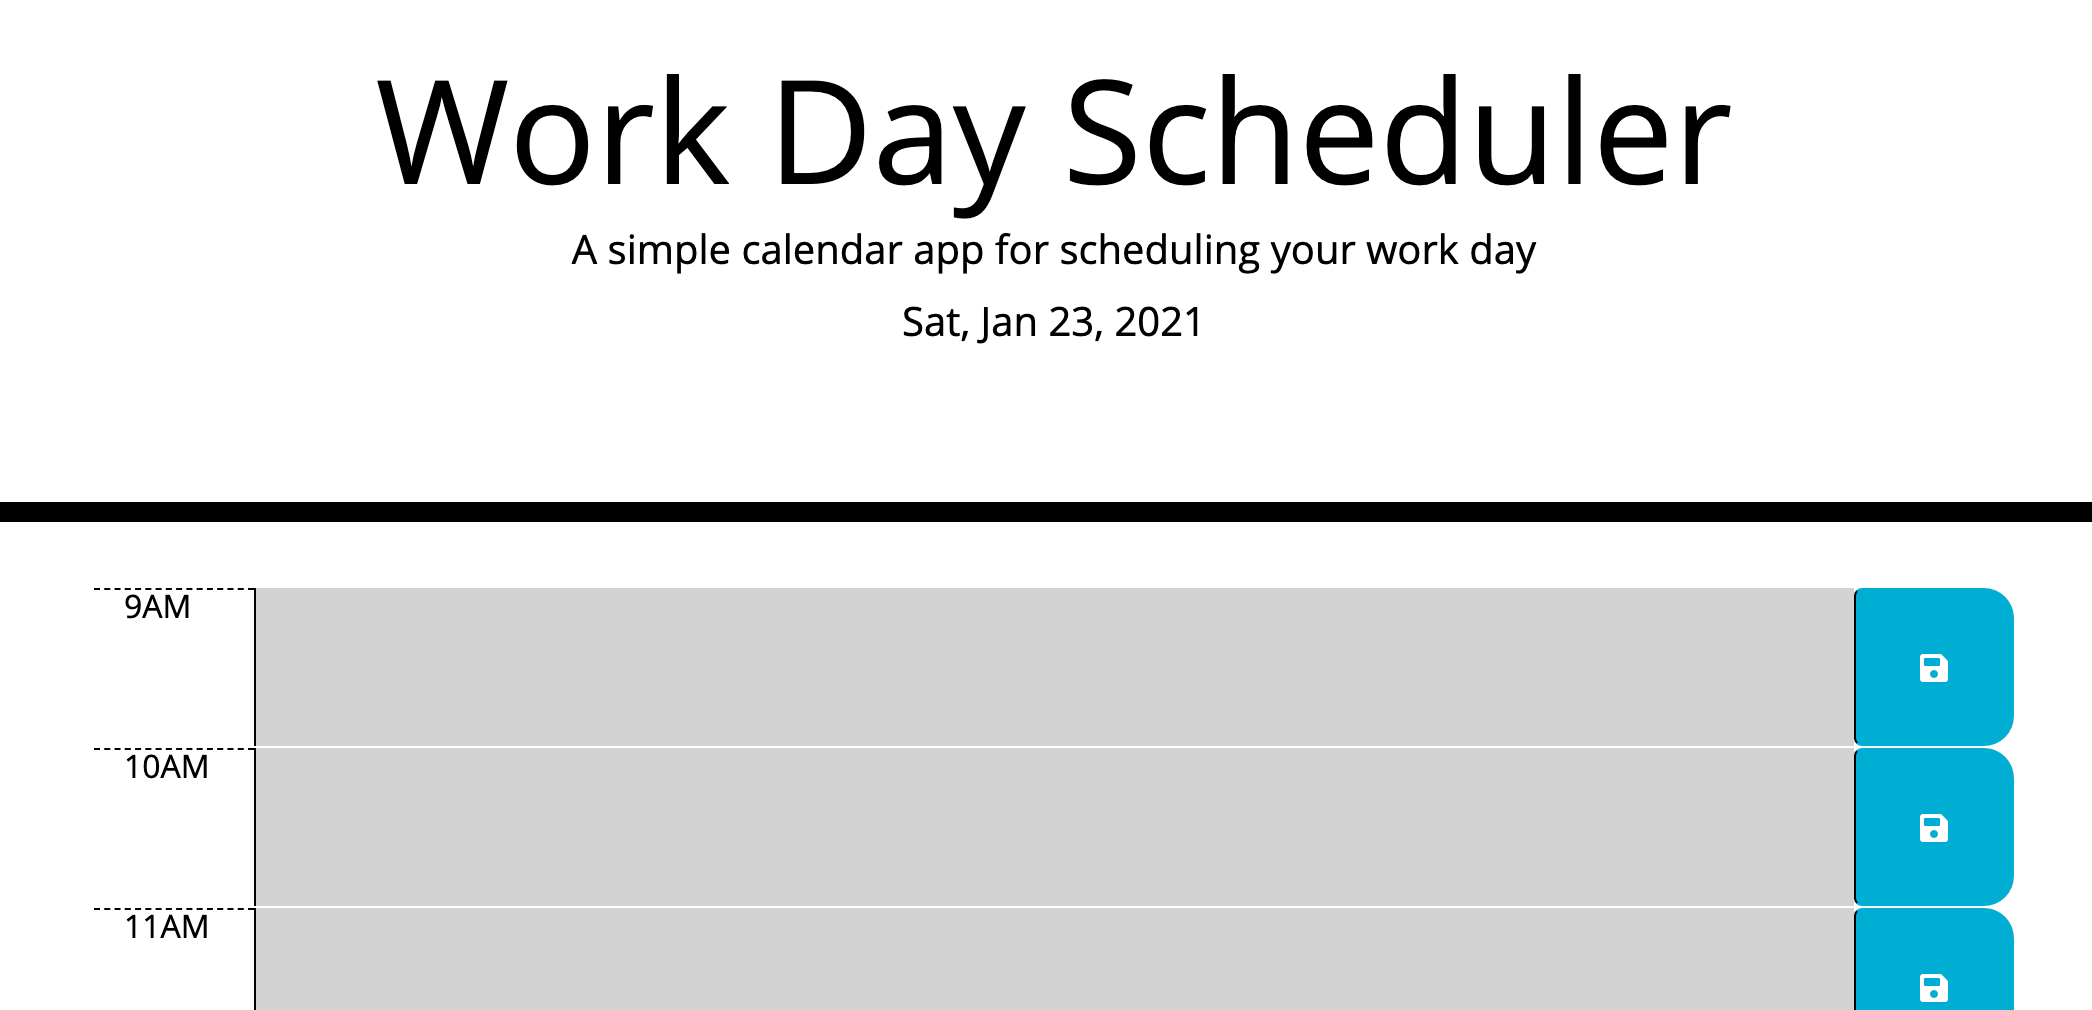 Work Day Scheduler
A simple calendar app for scheduling your work day
Sat, Jan 23, 2021
9AM
10AM
11AM